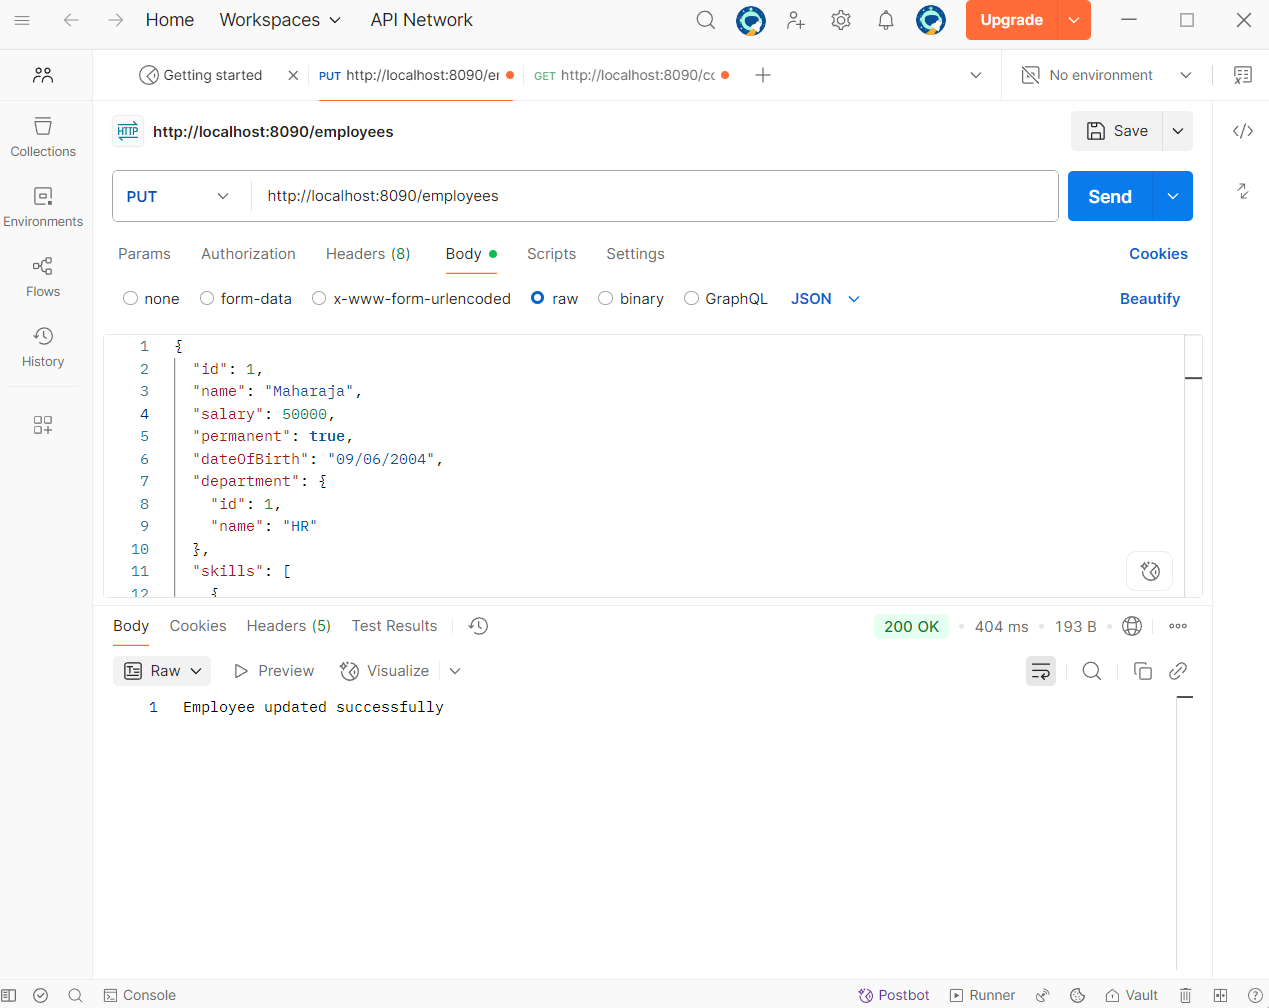 Home Workspaces API Network Upgrade
Getting started PUT http://localhost:8090/er GET http://localhost:8090/cc No environment
HTTP http://localhost:8090/employees Save
Collections
PUT http://localhost:8090/employees Send
Environments
Params Authorization Headers (8) Body Scripts Settings Cookies
Flows
none form-data x-www-form-urlencoded raw binary GraphQL JSON Beautify
History
1 {
2 "id": 1,
3 "name": "Maharaja",
4 "salary": 50000,
5 "permanent": true,
6 "dateOfBirth": "09/06/2004",
7 "department": {
8 "id": 1,
9 "name": "HR"
10 },
11 "skills": [
12 {
Body Cookies Headers (5) Test Results 200 OK 404 ms 193 B
Raw Preview Visualize
1 Employee updated successfully
Console Postbot Runner Vault